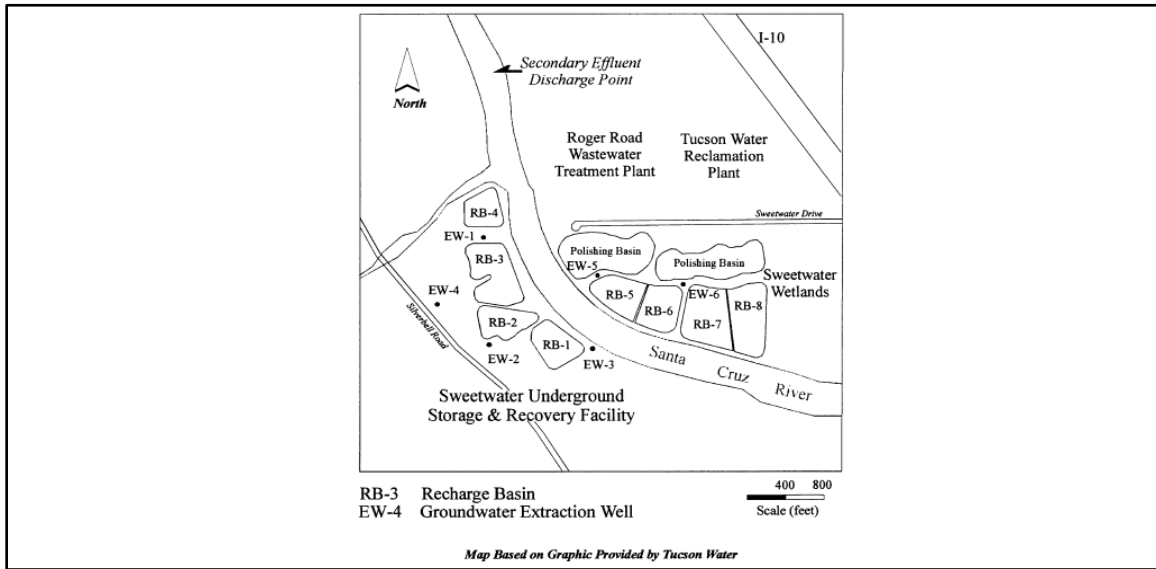 I-10
Secondary Effluent
Discharge Point
North
Roger Road
Wastewater
Treatment Plant
Tucson Water
Reclamation
Plant
Sweetwater Drive
RB-4
EW-1
RB-3
Polishing Basin
EW-5
Polishing Basin
Sweetwater
Wetlands
EW-4
RB-5
RB-6
EW-6
RB-7
RB-8
Silverbell Road
RB-2
RB-1
EW-2
EW-3
Santa
Cruz
River
Sweetwater Underground
Storage & Recovery Facility
RB-3 Recharge Basin
EW-4 Groundwater Extraction Well
400 800
Scale (feet)
Map Based on Graphic Provided by Tucson Water